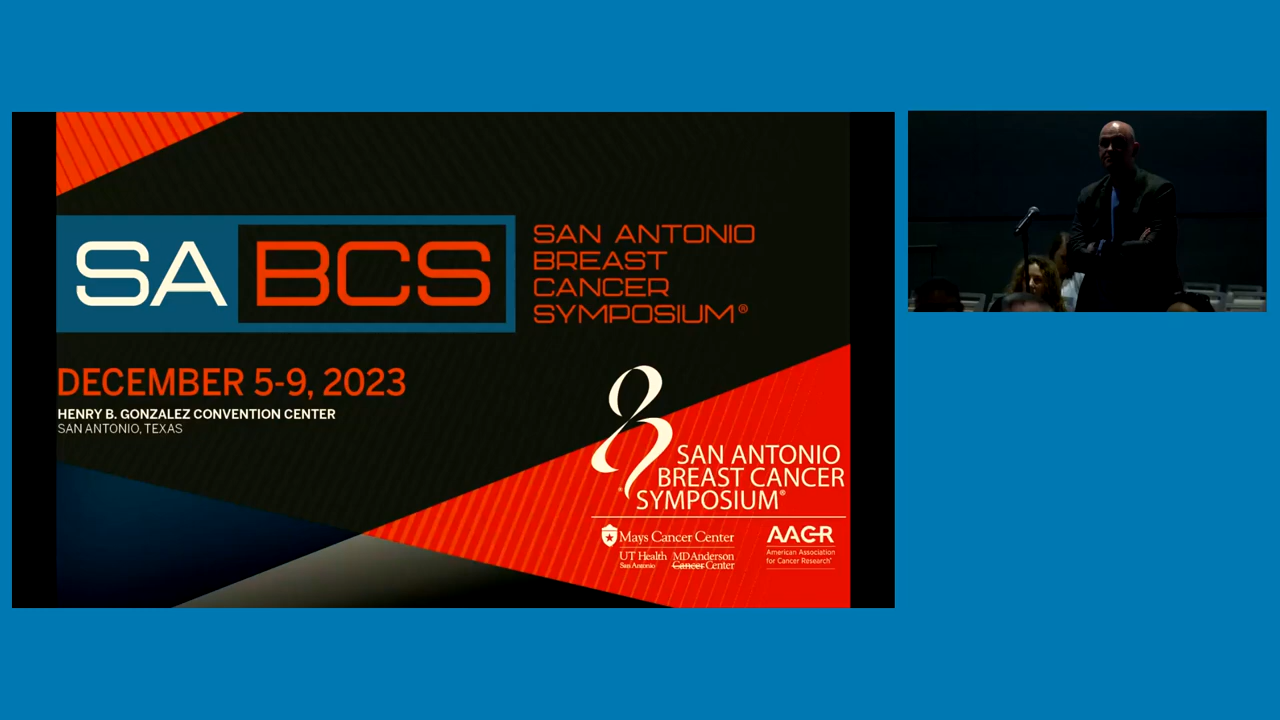 SA BCS
SAN ANTONIO
BREAST
CANCER
SYMPOSIUM®
DECEMBER 5-9, 2023
HENRY B. GONZALEZ CONVENTION CENTER
SAN ANTONIO, TEXAS
SAN ANTONIO
BREAST CANCER
SYMPOSIUM®
Mays Cancer Center
UT Health
San Antonio
MD Anderson
Cancer Center
AACR
American Association
for Cancer Research®